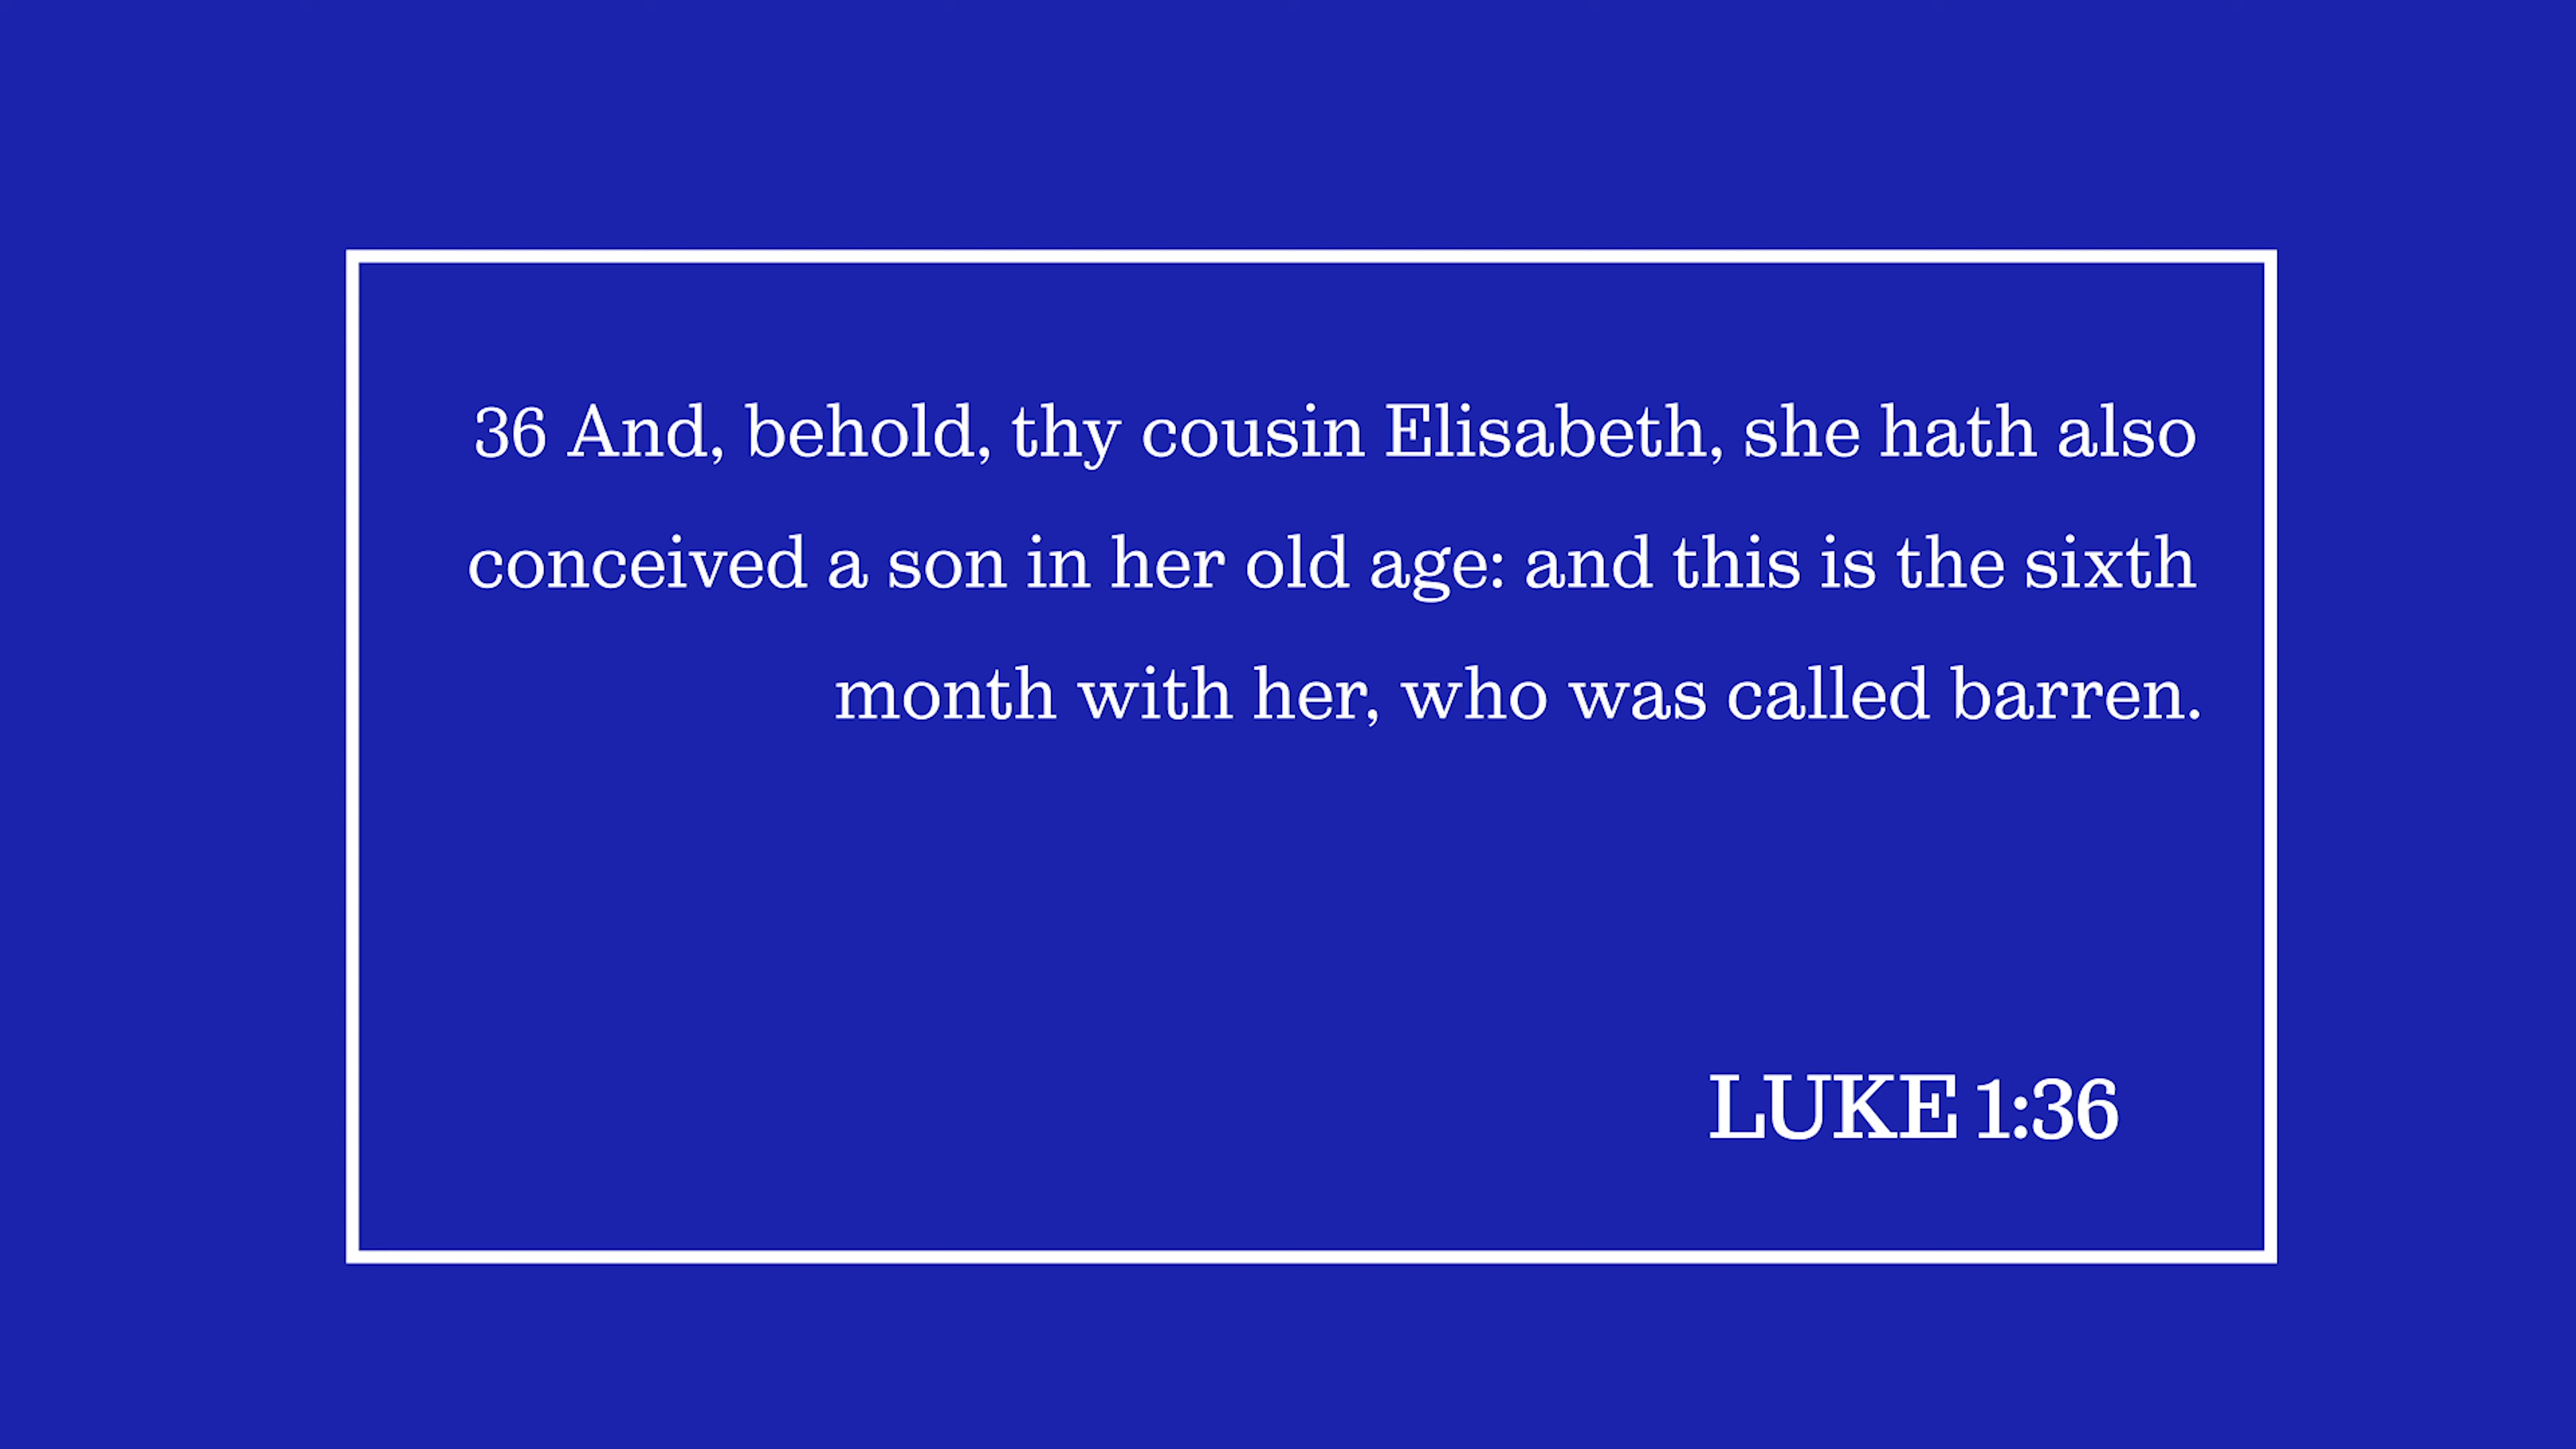 36 And, behold, thy cousin Elisabeth, she hath also
conceived a son in her old age: and this is the sixth
month with her, who was called barren.
LUKE 1:36